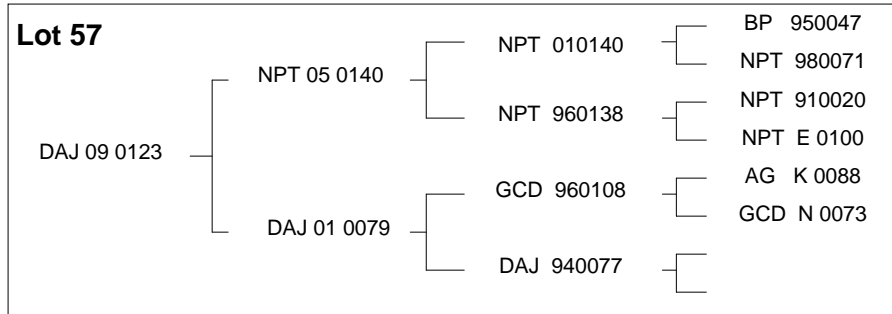 Lot 57
BP 950047
NPT 010140
NPT 980071
NPT 05 0140
NPT 910020
NPT 960138
NPT E 0100
DAJ 09 0123
AG K 0088
GCD 960108
GCD N 0073
DAJ 01 0079
DAJ 940077